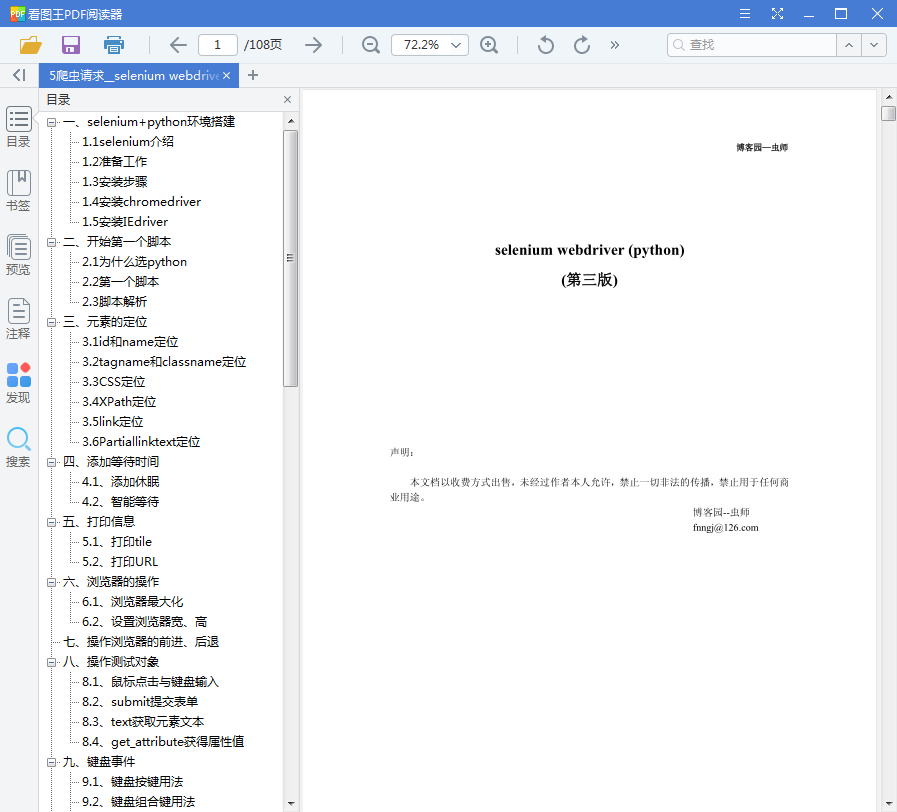 PDF 看图王PDF阅读器
1 /108页 72.2% 查找
5爬虫请求__selenium webdrive
目录
目录
书签
预览
注释
发现
搜索
一、selenium+python环境搭建
1.1selenium介绍
1.2准备工作
1.3安装步骤
1.4安装chromedriver
1.5安装IEdriver
二、开始第一个脚本
2.1为什么选python
2.2第一个脚本
2.3脚本解析
三、元素的定位
3.1id和name定位
3.2tagname和classname定位
3.3CSS定位
3.4XPath定位
3.5link定位
3.6Partiallinktext定位
四、添加等待时间
4.1、添加休眠
4.2、智能等待
五、打印信息
5.1、打印tile
5.2、打印URL
六、浏览器的操作
6.1、浏览器最大化
6.2、设置浏览器宽、高
七、操作浏览器的前进、后退
八、操作测试对象
8.1、鼠标点击与键盘输入
8.2、submit提交表单
8.3、text获取元素文本
8.4、get_attribute获得属性值
九、键盘事件
9.1、键盘按键用法
9.2、键盘组合键用法
博客园—虫师
selenium webdriver (python)
(第三版)
声明：
本文档以收费方式出售，未经过作者本人允许，禁止一切非法的传播，禁止用于任何商
业用途。
博客园--虫师
fnngj@126.com